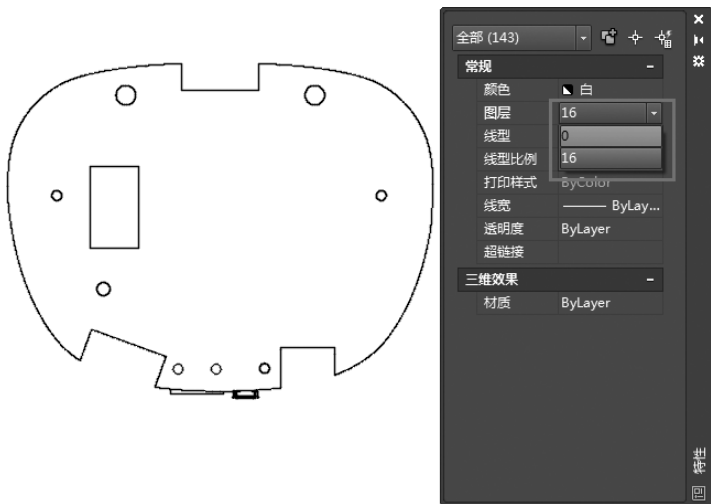 全部 (143)
常规
颜色 白
图层 16
线型 0
线型比例 16
打印样式 ByColor
线宽 ByLay...
透明度 ByLayer
超链接
三维效果
材质 ByLayer
特性